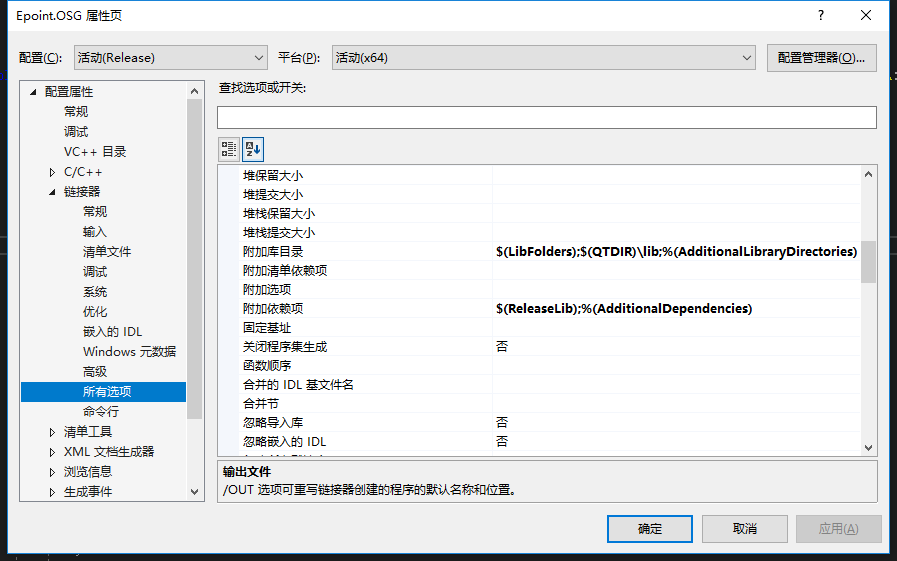 Epoint.OSG 属性页
配置(C): 活动(Release) 平台(P): 活动(x64) 配置管理器(O)...
配置属性
常规
调试
VC++ 目录
C/C++
链接器
常规
输入
清单文件
调试
系统
优化
嵌入的 IDL
Windows 元数据
高级
所有选项
命令行
清单工具
XML 文档生成器
浏览信息
生成事件
查找选项或开关:
堆保留大小
堆提交大小
堆栈保留大小
堆栈提交大小
附加库目录 $(LibFolders);$(QTDIR)\lib;%(AdditionalLibraryDirectories)
附加清单依赖项
附加选项
附加依赖项 $(ReleaseLib);%(AdditionalDependencies)
固定基址
关闭程序集生成 否
函数顺序
合并的 IDL 基文件名
合并节
忽略导入库 否
忽略嵌入的 IDL 否
输出文件
/OUT 选项可重写链接器创建的程序的默认名称和位置。
确定 取消 应用(A)